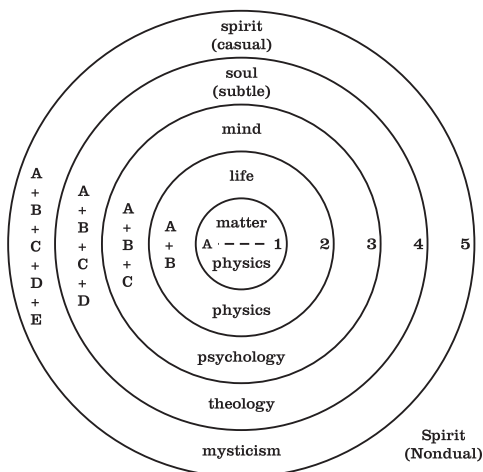 spirit
(casual)
soul
(subtle)
mind
life
matter
A - - - - 1 2 3 4 5
physics
physics
psychology
theology
mysticism
A
+
B
+
C
+
D
+
E
A
+
B
+
C
+
D
A
+
B
+
C
A
+
B
Spirit
(Nondual)